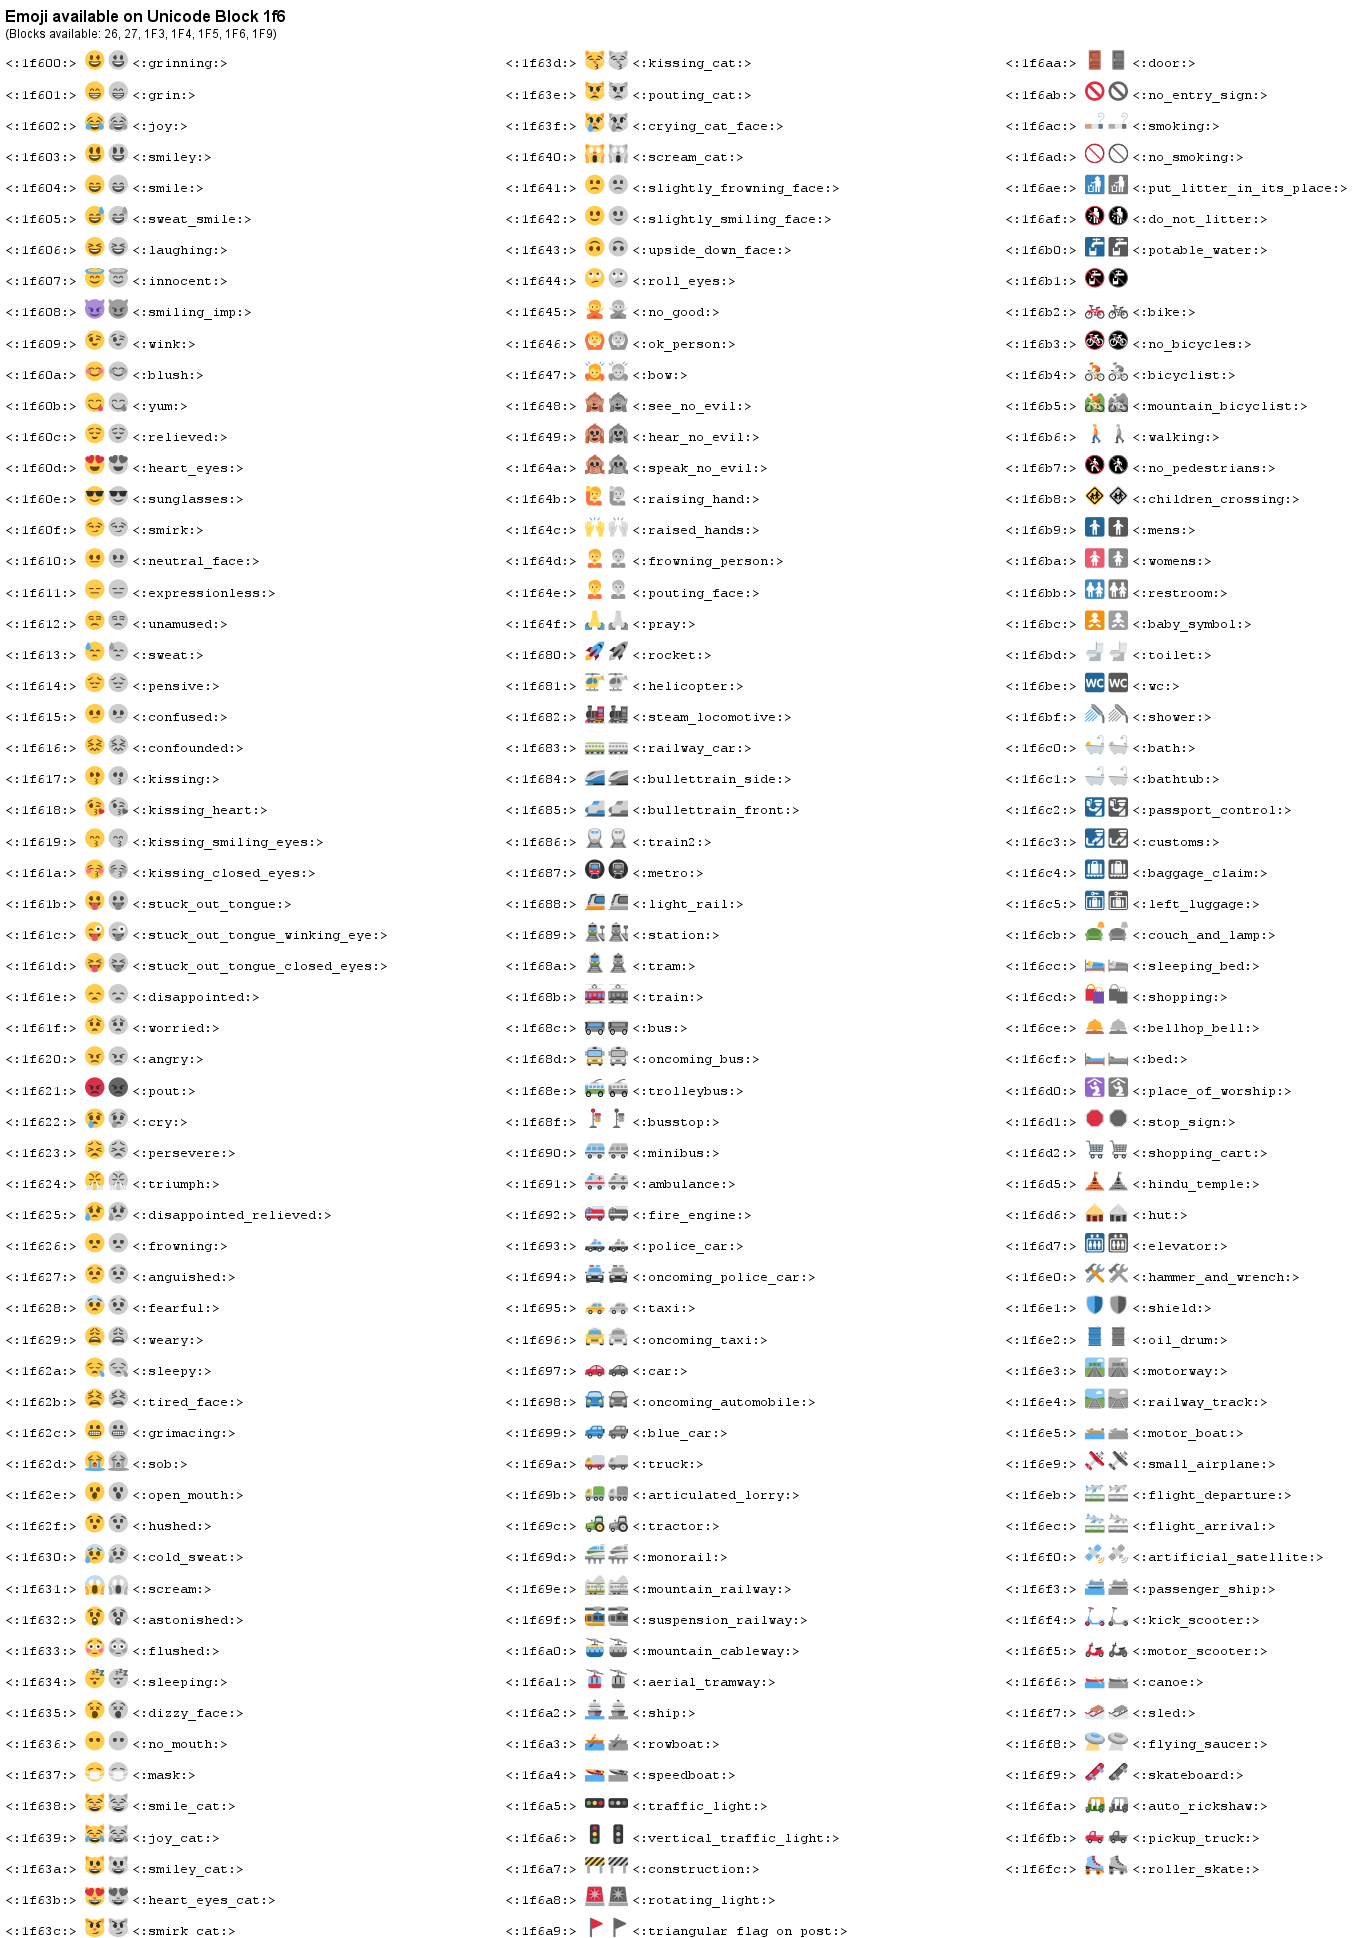 Emoji available on Unicode Block 1f6
(Blocks available: 26, 27, 1F3, 1F4, 1F5, 1F6, 1F9)
<:1f600:> <:grinning:>
<:1f601:> <:grin:>
<:1f602:> <:joy:>
<:1f603:> <:smiley:>
<:1f604:> <:smile:>
<:1f605:> <:sweat_smile:>
<:1f606:> <:laughing:>
<:1f607:> <:innocent:>
<:1f608:> <:smiling_imp:>
<:1f609:> <:wink:>
<:1f60a:> <:blush:>
<:1f60b:> <:yum:>
<:1f60c:> <:relieved:>
<:1f60d:> <:heart_eyes:>
<:1f60e:> <:sunglasses:>
<:1f60f:> <:smirk:>
<:1f610:> <:neutral_face:>
<:1f611:> <:expressionless:>
<:1f612:> <:unamused:>
<:1f613:> <:sweat:>
<:1f614:> <:pensive:>
<:1f615:> <:confused:>
<:1f616:> <:confounded:>
<:1f617:> <:kissing:>
<:1f618:> <:kissing_heart:>
<:1f619:> <:kissing_smiling_eyes:>
<:1f61a:> <:kissing_closed_eyes:>
<:1f61b:> <:stuck_out_tongue:>
<:1f61c:> <:stuck_out_tongue_winking_eye:>
<:1f61d:> <:stuck_out_tongue_closed_eyes:>
<:1f61e:> <:disappointed:>
<:1f61f:> <:worried:>
<:1f620:> <:angry:>
<:1f621:> <:pout:>
<:1f622:> <:cry:>
<:1f623:> <:persevere:>
<:1f624:> <:triumph:>
<:1f625:> <:disappointed_relieved:>
<:1f626:> <:frowning:>
<:1f627:> <:anguished:>
<:1f628:> <:fearful:>
<:1f629:> <:weary:>
<:1f62a:> <:sleepy:>
<:1f62b:> <:tired_face:>
<:1f62c:> <:grimacing:>
<:1f62d:> <:sob:>
<:1f62e:> <:open_mouth:>
<:1f62f:> <:hushed:>
<:1f630:> <:cold_sweat:>
<:1f631:> <:scream:>
<:1f632:> <:astonished:>
<:1f633:> <:flushed:>
<:1f634:> <:sleeping:>
<:1f635:> <:dizzy_face:>
<:1f636:> <:no_mouth:>
<:1f637:> <:mask:>
<:1f638:> <:smile_cat:>
<:1f639:> <:joy_cat:>
<:1f63a:> <:smiley_cat:>
<:1f63b:> <:heart_eyes_cat:>
<:1f63c:> <:smirk_cat:>
<:1f63d:> <:kissing_cat:>
<:1f63e:> <:pouting_cat:>
<:1f63f:> <:crying_cat_face:>
<:1f640:> <:scream_cat:>
<:1f641:> <:slightly_frowning_face:>
<:1f642:> <:slightly_smiling_face:>
<:1f643:> <:upside_down_face:>
<:1f644:> <:roll_eyes:>
<:1f645:> <:no_good:>
<:1f646:> <:ok_person:>
<:1f647:> <:bow:>
<:1f648:> <:see_no_evil:>
<:1f649:> <:hear_no_evil:>
<:1f64a:> <:speak_no_evil:>
<:1f64b:> <:raising_hand:>
<:1f64c:> <:raised_hands:>
<:1f64d:> <:frowning_person:>
<:1f64e:> <:pouting_face:>
<:1f64f:> <:pray:>
<:1f680:> <:rocket:>
<:1f681:> <:helicopter:>
<:1f682:> <:steam_locomotive:>
<:1f683:> <:railway_car:>
<:1f684:> <:bullettrain_side:>
<:1f685:> <:bullettrain_front:>
<:1f686:> <:train2:>
<:1f687:> <:metro:>
<:1f688:> <:light_rail:>
<:1f689:> <:station:>
<:1f68a:> <:tram:>
<:1f68b:> <:train:>
<:1f68c:> <:bus:>
<:1f68d:> <:oncoming_bus:>
<:1f68e:> <:trolleybus:>
<:1f68f:> <:busstop:>
<:1f690:> <:minibus:>
<:1f691:> <:ambulance:>
<:1f692:> <:fire_engine:>
<:1f693:> <:police_car:>
<:1f694:> <:oncoming_police_car:>
<:1f695:> <:taxi:>
<:1f696:> <:oncoming_taxi:>
<:1f697:> <:car:>
<:1f698:> <:oncoming_automobile:>
<:1f699:> <:blue_car:>
<:1f69a:> <:truck:>
<:1f69b:> <:articulated_lorry:>
<:1f69c:> <:tractor:>
<:1f69d:> <:monorail:>
<:1f69e:> <:mountain_railway:>
<:1f69f:> <:suspension_railway:>
<:1f6a0:> <:mountain_cableway:>
<:1f6a1:> <:aerial_tramway:>
<:1f6a2:> <:ship:>
<:1f6a3:> <:rowboat:>
<:1f6a4:> <:speedboat:>
<:1f6a5:> <:traffic_light:>
<:1f6a6:> <:vertical_traffic_light:>
<:1f6a7:> <:construction:>
<:1f6a8:> <:rotating_light:>
<:1f6a9:> <:triangular_flag_on_post:>
<:1f6aa:> <:door:>
<:1f6ab:> <:no_entry_sign:>
<:1f6ac:> <:smoking:>
<:1f6ad:> <:no_smoking:>
<:1f6ae:> <:put_litter_in_its_place:>
<:1f6af:> <:do_not_litter:>
<:1f6b0:> <:potable_water:>
<:1f6b1:>
<:1f6b2:> <:bike:>
<:1f6b3:> <:no_bicycles:>
<:1f6b4:> <:bicyclist:>
<:1f6b5:> <:mountain_bicyclist:>
<:1f6b6:> <:walking:>
<:1f6b7:> <:no_pedestrians:>
<:1f6b8:> <:children_crossing:>
<:1f6b9:> <:mens:>
<:1f6ba:> <:womens:>
<:1f6bb:> <:restroom:>
<:1f6bc:> <:baby_symbol:>
<:1f6bd:> <:toilet:>
<:1f6be:> WC WC <:wc:>
<:1f6bf:> <:shower:>
<:1f6c0:> <:bath:>
<:1f6c1:> <:bathtub:>
<:1f6c2:> <:passport_control:>
<:1f6c3:> <:customs:>
<:1f6c4:> <:baggage_claim:>
<:1f6c5:> <:left_luggage:>
<:1f6cb:> <:couch_and_lamp:>
<:1f6cc:> <:sleeping_bed:>
<:1f6cd:> <:shopping:>
<:1f6ce:> <:bellhop_bell:>
<:1f6cf:> <:bed:>
<:1f6d0:> <:place_of_worship:>
<:1f6d1:> <:stop_sign:>
<:1f6d2:> <:shopping_cart:>
<:1f6d5:> <:hindu_temple:>
<:1f6d6:> <:hut:>
<:1f6d7:> <:elevator:>
<:1f6e0:> <:hammer_and_wrench:>
<:1f6e1:> <:shield:>
<:1f6e2:> <:oil_drum:>
<:1f6e3:> <:motorway:>
<:1f6e4:> <:railway_track:>
<:1f6e5:> <:motor_boat:>
<:1f6e9:> <:small_airplane:>
<:1f6eb:> <:flight_departure:>
<:1f6ec:> <:flight_arrival:>
<:1f6f0:> <:artificial_satellite:>
<:1f6f3:> <:passenger_ship:>
<:1f6f4:> <:kick_scooter:>
<:1f6f5:> <:motor_scooter:>
<:1f6f6:> <:canoe:>
<:1f6f7:> <:sled:>
<:1f6f8:> <:flying_saucer:>
<:1f6f9:> <:skateboard:>
<:1f6fa:> <:auto_rickshaw:>
<:1f6fb:> <:pickup_truck:>
<:1f6fc:> <:roller_skate:>